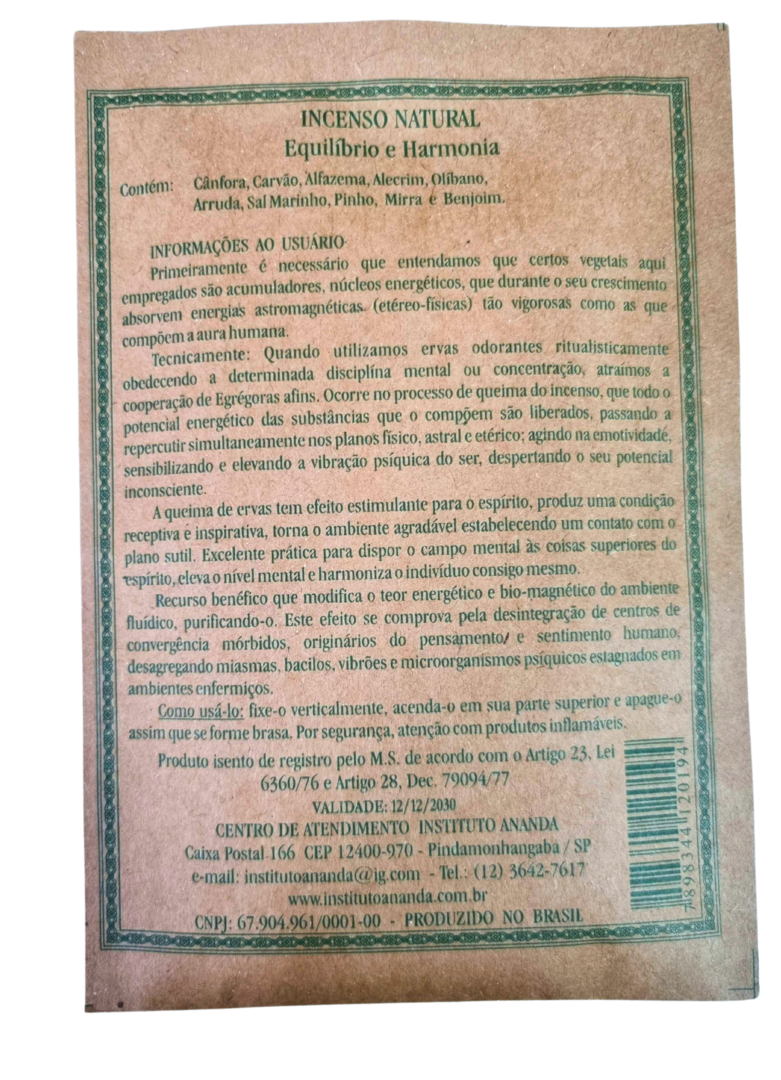 INCENSO NATURAL
Equilíbrio e Harmonia
Contém: Cânfora, Carvão, Alfazema, Alecrim, Olíbano,
Arruda, Sal Marinho, Pinho, Mirra e Benjoim.
INFORMAÇÕES AO USUÁRIO
Primeiramente é necessário que entendamos que certos vegetais aqui
empregados são acumuladores, núcleos energéticos, que durante o seu crescimento
absorvem energias astromagnéticas (etéreo-físicas) tão vigorosas como as que
compõem a aura humana.
Tecnicamente: Quando utilizamos ervas odorantes ritualisticamente
obedecendo a determinada disciplína mental ou concentração, atraímos a
cooperação de Egrégoras afins. Ocorre no processo de queima do incenso, que todo o
potencial energético das substâncias que o compõem são liberados, passando a
repercutir simultaneamente nos planos físico, astral e etérico; agindo na emotividade,
sensibilizando e elevando a vibração psíquica do ser, despertando o seu potencial
inconsciente.
A queima de ervas tem efeito estimulante para o espírito, produz uma condição
receptiva e inspirativa, torna o ambiente agradável estabelecendo um contato com o
plano sutil. Excelente prática para dispor o campo mental às coisas superiores do
espírito, eleva o nível mental e harmoniza o indivíduo consigo mesmo.
Recurso benéfico que modifica o teor energético e bio-magnético do ambiente
fluídico, purificando-o. Este efeito se comprova pela desintegração de centros de
convergência mórbidos, originários do pensamento/ e sentimento humano,
desagregando miasmas, bacilos, vibrões e microorganismos psíquicos estagnados em
ambientes enfermiços.
Como usá-lo: fixe-o verticalmente, acenda-o em sua parte superior e apague-o
assim que se forme brasa. Por segurança, atenção com produtos inflamáveis.
Produto isento de registro pelo M.S. de acordo com o Artigo 23, Lei
6360/76 e Artigo 28, Dec. 79094/77
VALIDADE: 12/12/2030
CENTRO DE ATENDIMENTO INSTITUTO ANANDA
Caixa Postal 166 CEP 12400-970 - Pindamonhangaba / SP
e-mail: institutoananda@ig.com - Tel.: (12) 3642-7617
www.institutoananda.com.br
CNPJ: 67.904.961/0001-00 - PRODUZIDO NO BRASIL
7898344120194